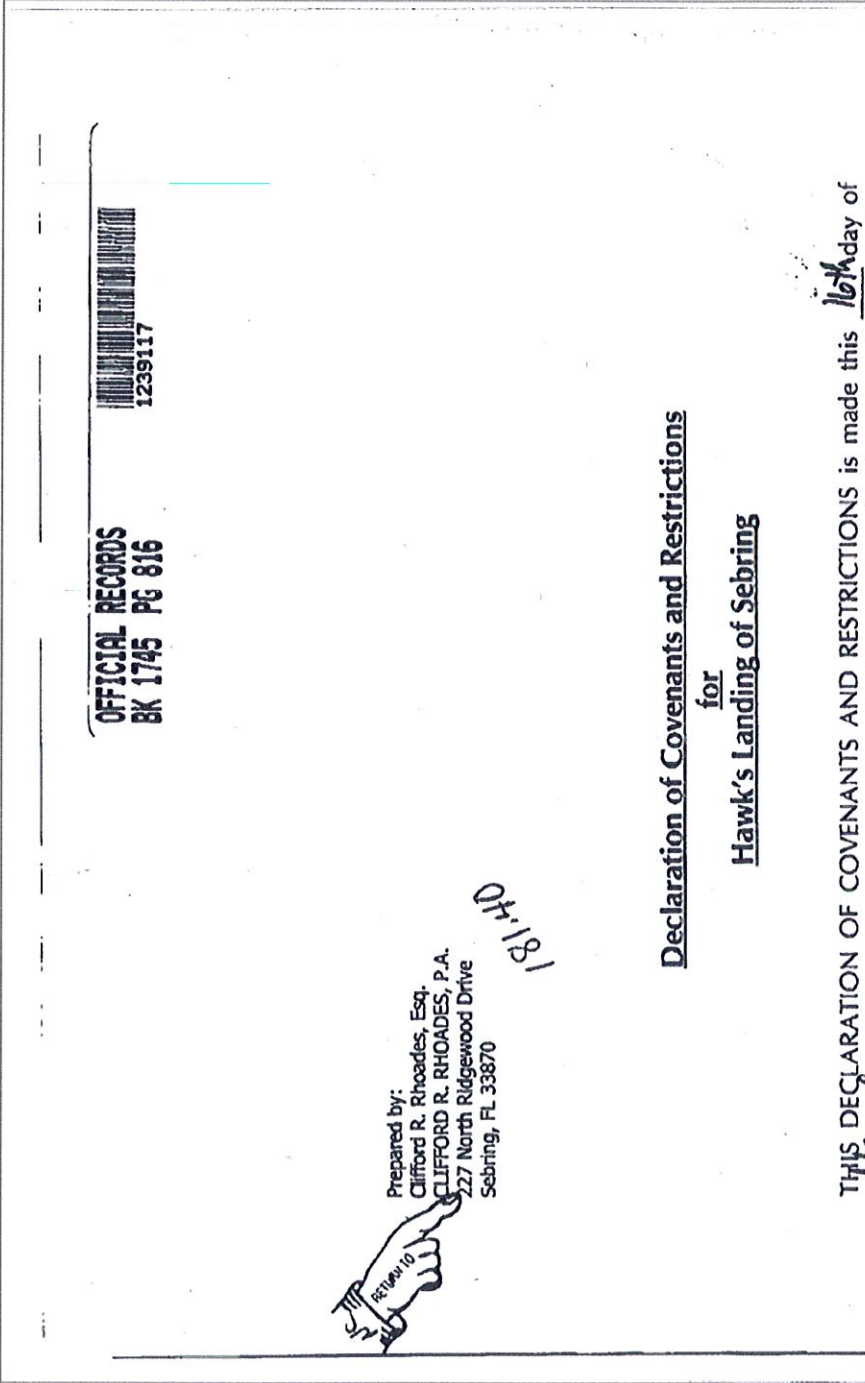 OFFICIAL RECORDS
BK 1745 PG 816
1239117
Prepared by:
Clifford R. Rhoades, Esq.
CLIFFORD R. RHOADES, P.A.
227 North Ridgewood Drive
Sebring, FL 33870
RETURN TO
181.40
Declaration of Covenants and Restrictions
for
Hawk's Landing of Sebring
THIS DECLARATION OF COVENANTS AND RESTRICTIONS is made this 16th day of